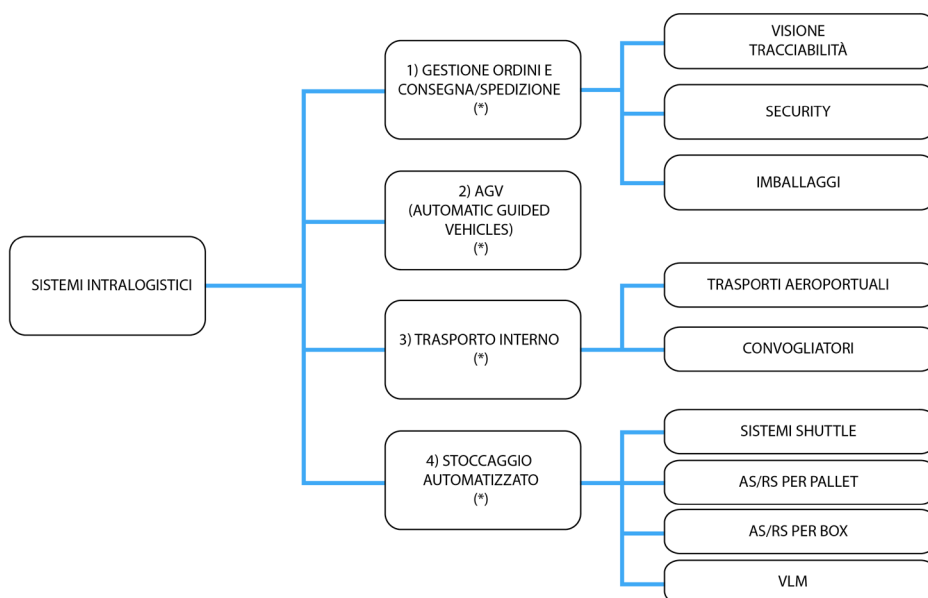 SISTEMI INTRALOGISTICI
1) GESTIONE ORDINI E
CONSEGNA/SPEDIZIONE
(*)
VISIONE
TRACCIABILITÀ
SECURITY
IMBALLAGGI
2) AGV
(AUTOMATIC GUIDED
VEHICLES)
(*)
3) TRASPORTO INTERNO
(*)
TRASPORTI AEROPORTUALI
CONVOGLIATORI
4) STOCCAGGIO
AUTOMATIZZATO
(*)
SISTEMI SHUTTLE
AS/RS PER PALLET
AS/RS PER BOX
VLM